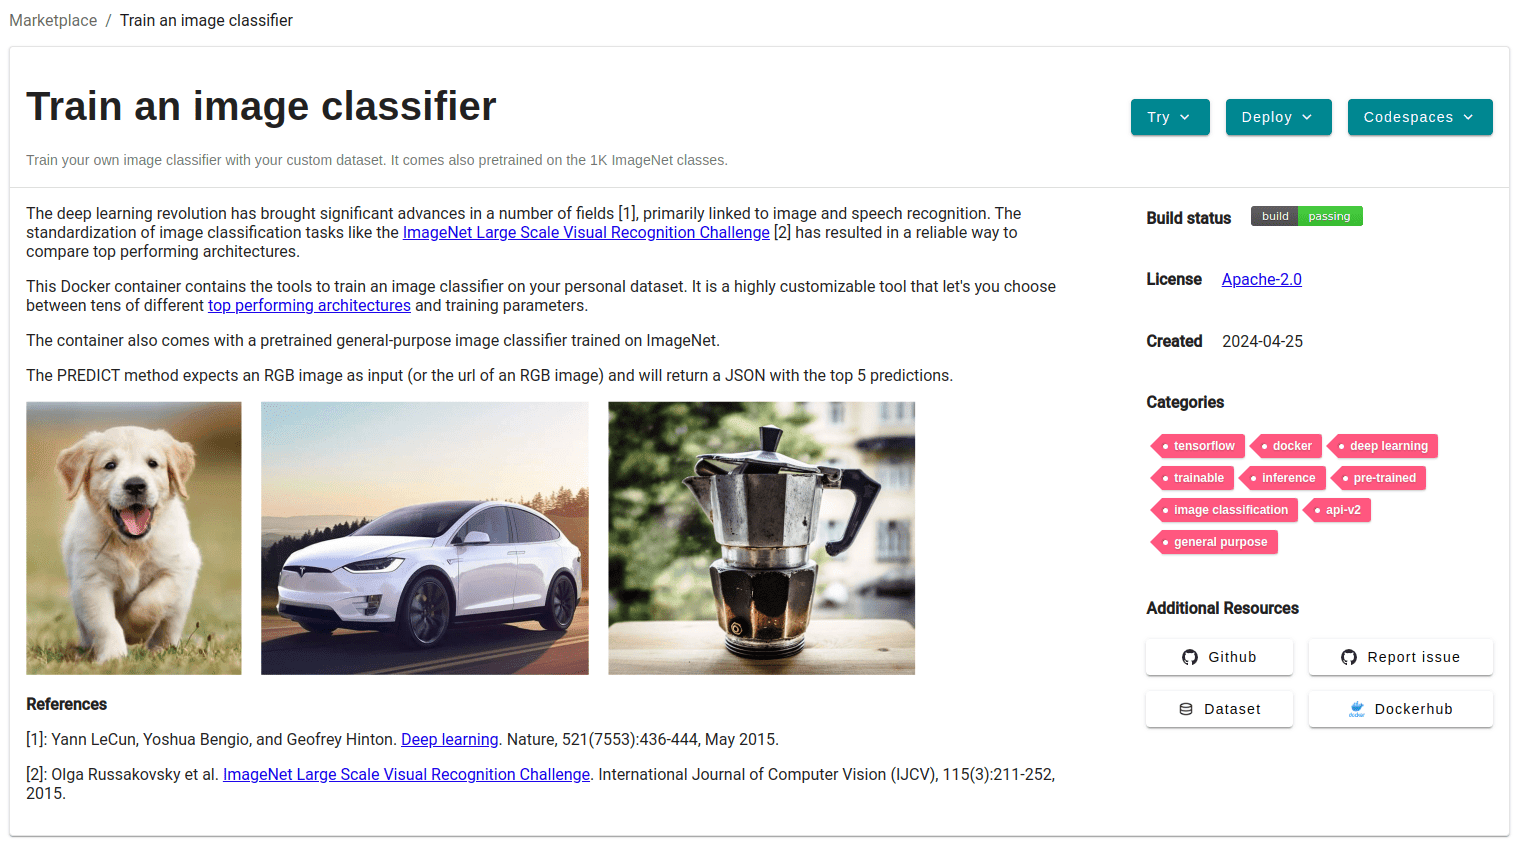 Marketplace / Train an image classifier
Train an image classifier
Try
Deploy
Codespaces
Train your own image classifier with your custom dataset. It comes also pretrained on the 1K ImageNet classes.
The deep learning revolution has brought significant advances in a number of fields [1], primarily linked to image and speech recognition. The
standardization of image classification tasks like the ImageNet Large Scale Visual Recognition Challenge [2] has resulted in a reliable way to
compare top performing architectures.
This Docker container contains the tools to train an image classifier on your personal dataset. It is a highly customizable tool that let's you choose
between tens of different top performing architectures and training parameters.
The container also comes with a pretrained general-purpose image classifier trained on ImageNet.
The PREDICT method expects an RGB image as input (or the url of an RGB image) and will return a JSON with the top 5 predictions.
References
[1]: Yann LeCun, Yoshua Bengio, and Geofrey Hinton. Deep learning. Nature, 521(7553):436-444, May 2015.
[2]: Olga Russakovsky et al. ImageNet Large Scale Visual Recognition Challenge. International Journal of Computer Vision (IJCV), 115(3):211-252,
2015.
Build status build passing
License Apache-2.0
Created 2024-04-25
Categories
tensorflow docker deep learning
trainable inference pre-trained
image classification api-v2
general purpose
Additional Resources
Github Report issue
Dataset Dockerhub